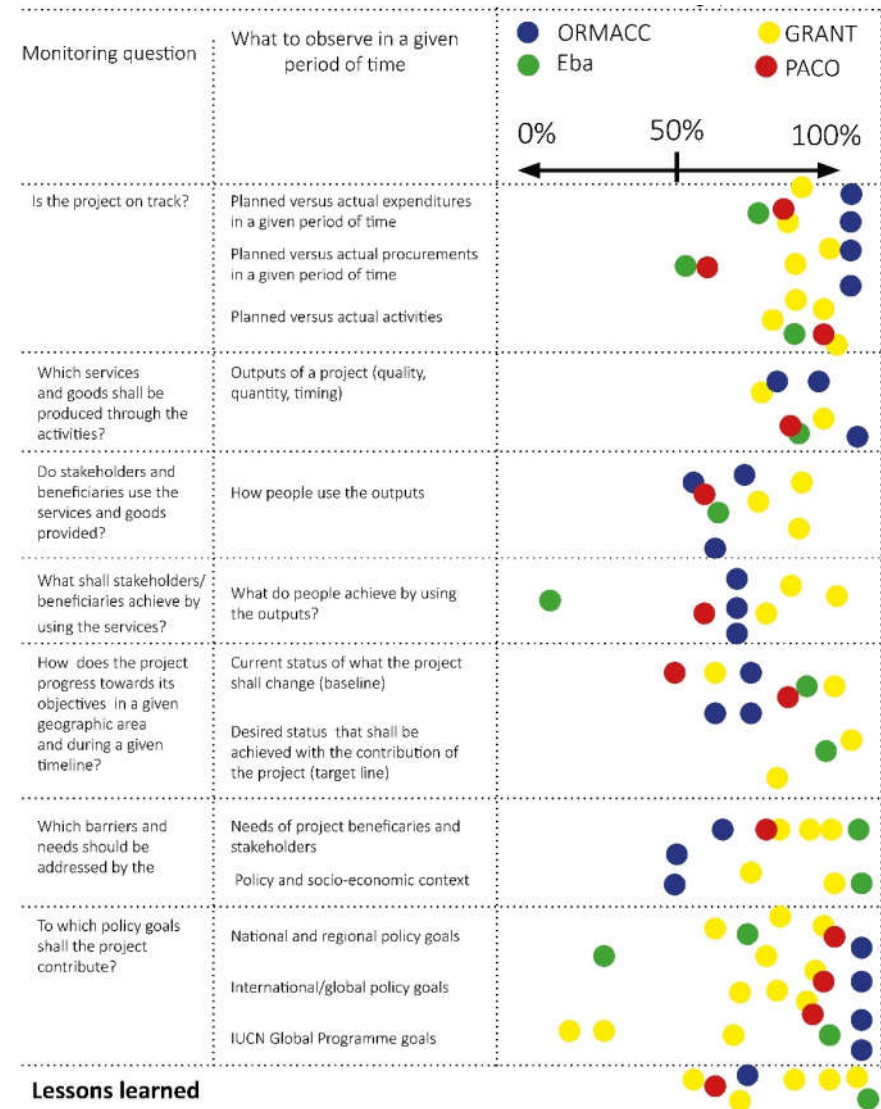 Monitoring question
What to observe in a given
period of time
ORMACC
GRANT
Eba
PACO
0%
50%
100%
Is the project on track?
Planned versus actual expenditures
in a given period of time
Planned versus actual procurements
in a given period of time
Planned versus actual activities
Which services
and goods shall be
produced through the
activities?
Outputs of a project (quality,
quantity, timing)
Do stakeholders and
beneficiaries use the
services and goods
provided?
How people use the outputs
What shall stakeholders/
beneficiaries achieve by
using the services?
What do people achieve by using
the outputs?
How does the project
progress towards its
objectives in a given
geographic area
and during a given
timeline?
Current status of what the project
shall change (baseline)
Desired status that shall be
achieved with the contribution of
the project (target line)
Which barriers and
needs should be
addressed by the
Needs of project beneficaries and
stakeholders
Policy and socio-economic context
To which policy goals
shall the project
contribute?
National and regional policy goals
International/global policy goals
IUCN Global Programme goals
Lessons learned